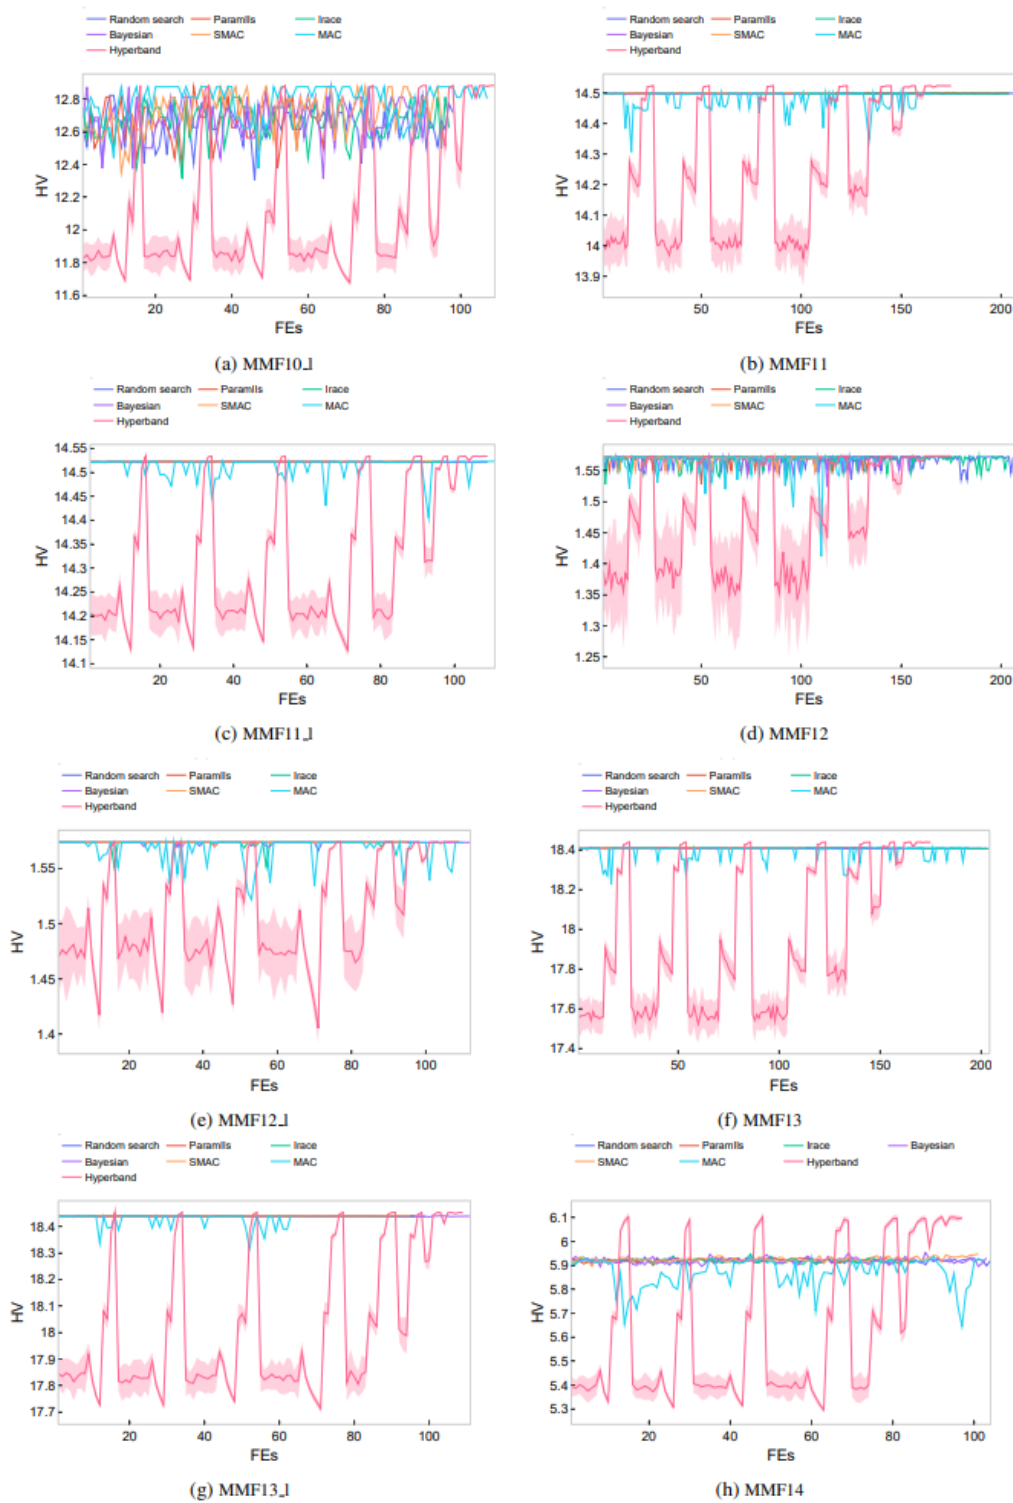 Random search ParamIls Irace
Bayesian SMAC MAC
Hyperband
12.8
12.6
12.4
12.2
12
11.8
11.6
HV
20 40 60 80 100
FEs
(a) MMF10_l
Random search ParamIls Irace
Bayesian SMAC MAC
Hyperband
14.5
14.4
14.3
14.2
14.1
14
13.9
HV
50 100 150 200
FEs
(b) MMF11
Random search ParamIls Irace
Bayesian SMAC MAC
Hyperband
14.55
14.5
14.45
14.4
14.35
14.3
14.25
14.2
14.15
14.1
HV
20 40 60 80 100
FEs
(c) MMF11_l
Random search ParamIls Irace
Bayesian SMAC MAC
Hyperband
1.55
1.5
1.45
1.4
1.35
1.3
1.25
HV
50 100 150 200
FEs
(d) MMF12
Random search ParamIls Irace
Bayesian SMAC MAC
Hyperband
1.55
1.5
1.45
1.4
HV
20 40 60 80 100
FEs
(e) MMF12_l
Random search ParamIls Irace
Bayesian SMAC MAC
Hyperband
18.4
18.2
18
17.8
17.6
17.4
HV
50 100 150 200
FEs
(f) MMF13
Random search ParamIls Irace
Bayesian SMAC MAC
Hyperband
18.4
18.3
18.2
18.1
18
17.9
17.8
17.7
HV
20 40 60 80 100
FEs
(g) MMF13_l
Random search ParamIls Irace Bayesian
SMAC MAC Hyperband
6.1
6
5.9
5.8
5.7
5.6
5.5
5.4
5.3
HV
20 40 60 80 100
FEs
(h) MMF14